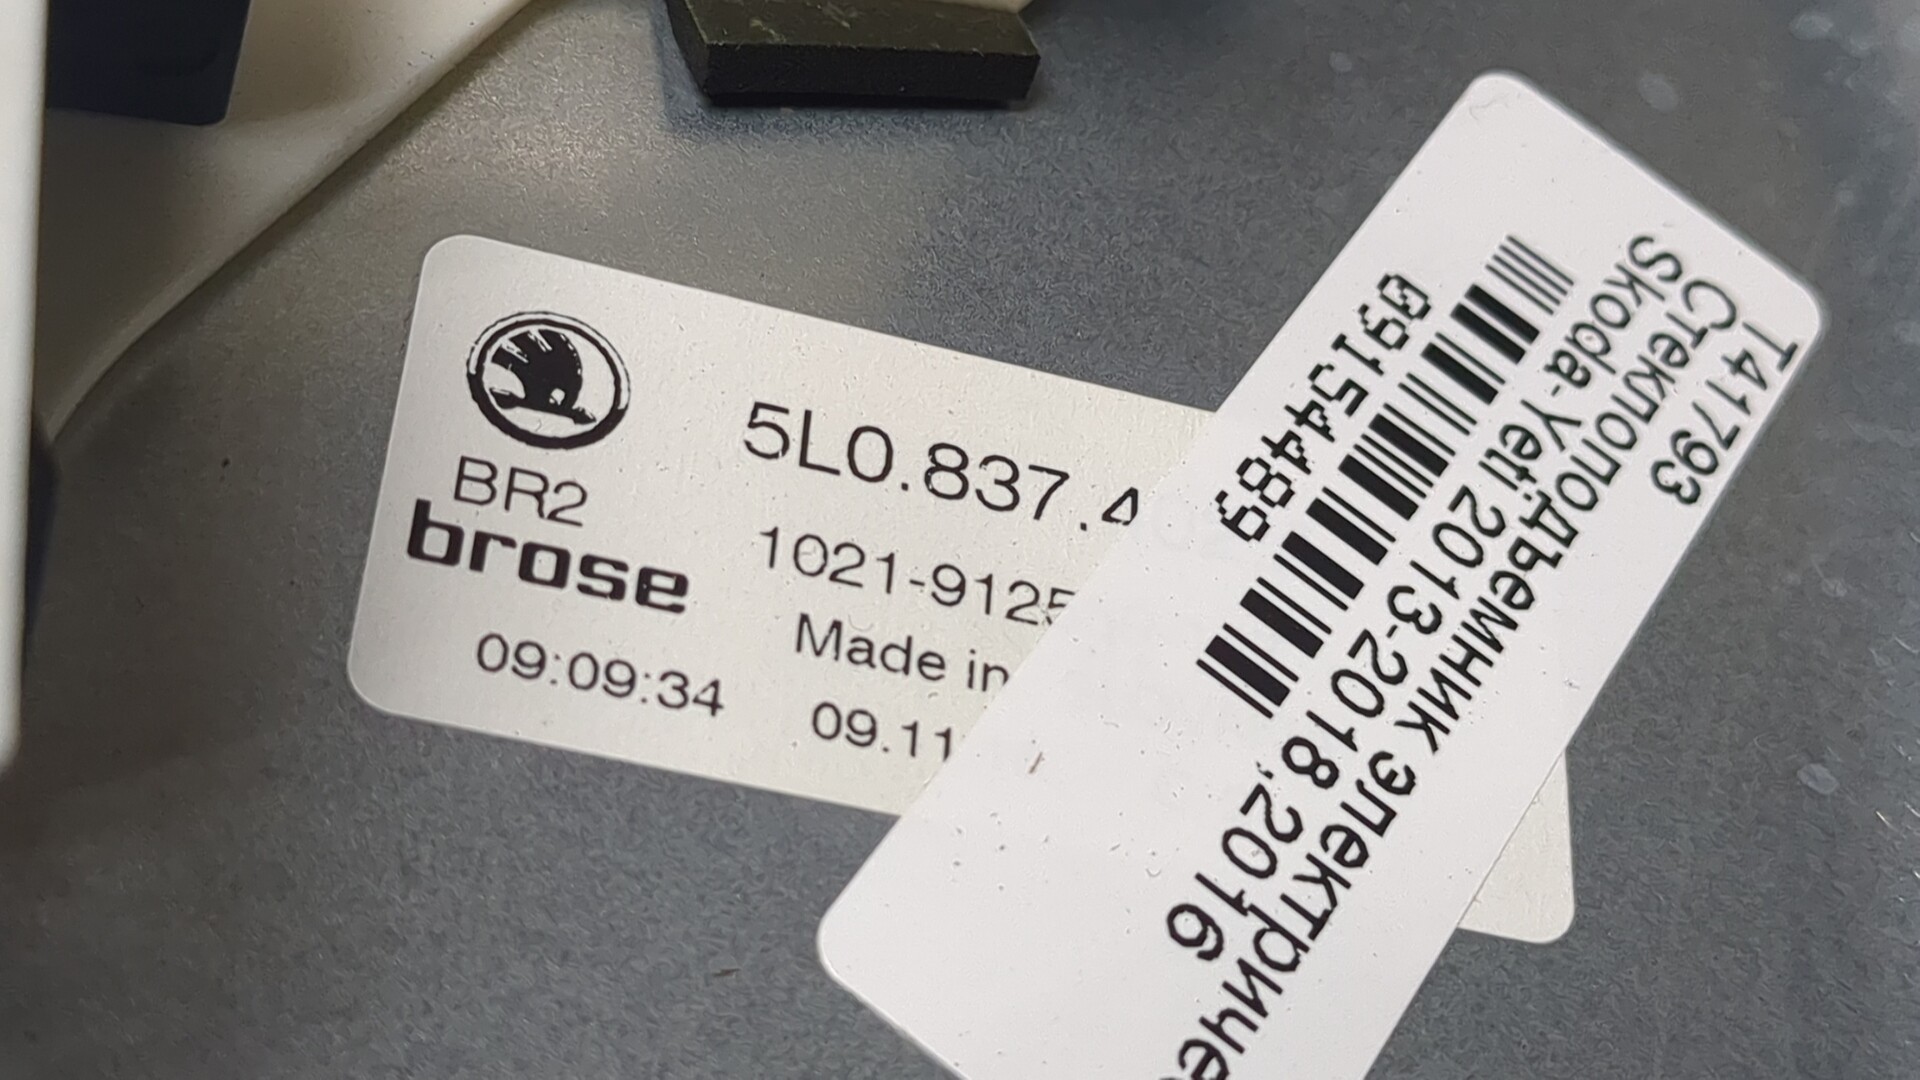 5L0.837.4
BR2
brose
1021-9125
Made in
09:09:34
09.11
T41793
Стеклоподъемник электриче
Skoda-Yeti 2013-2018, 2016
09154489